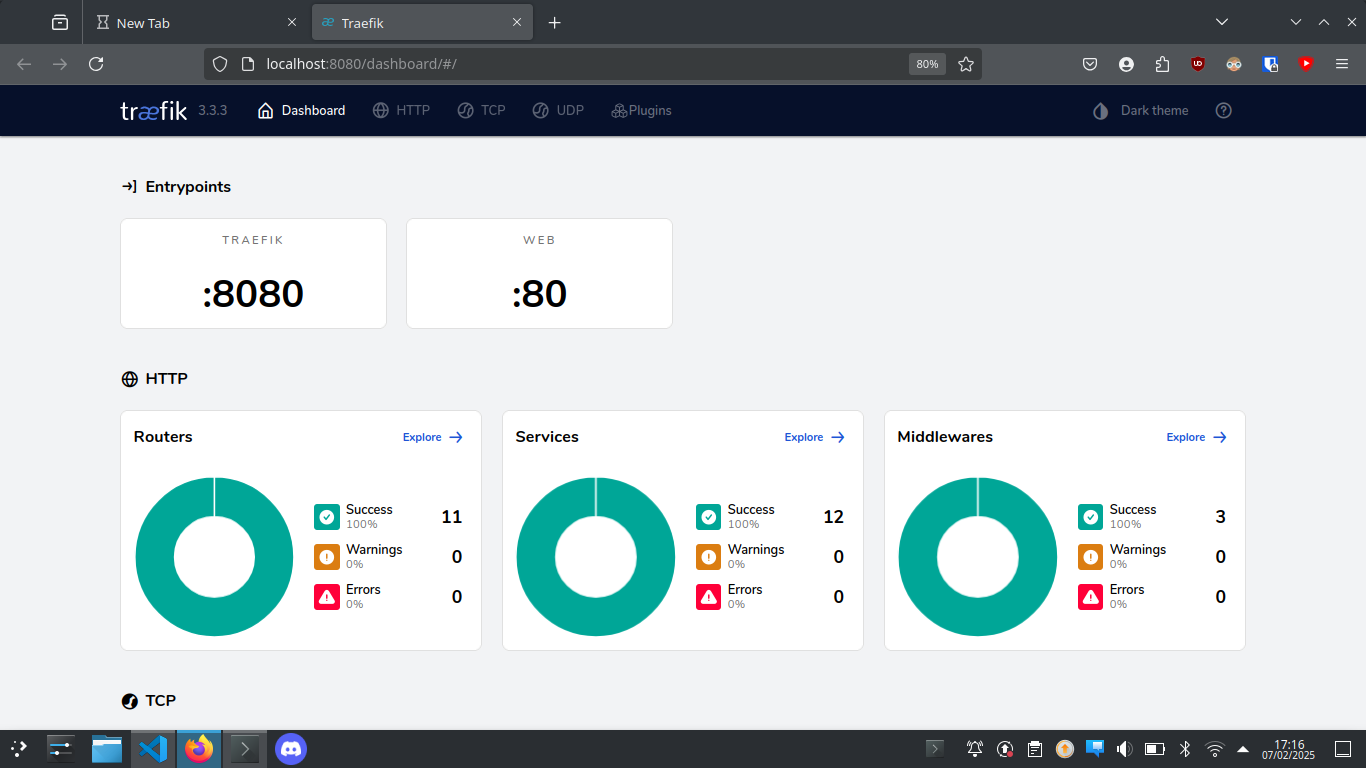 New Tab
Traefik
localhost:8080/dashboard/#/
80%
træfik 3.3.3 Dashboard HTTP TCP UDP Plugins Dark theme
Entrypoints
TRAEFIK
:8080
WEB
:80
HTTP
Routers Explore
Success 11
100%
Warnings 0
0%
Errors 0
0%
Services Explore
Success 12
100%
Warnings 0
0%
Errors 0
0%
Middlewares Explore
Success 3
100%
Warnings 0
0%
Errors 0
0%
TCP
17:16
07/02/2025